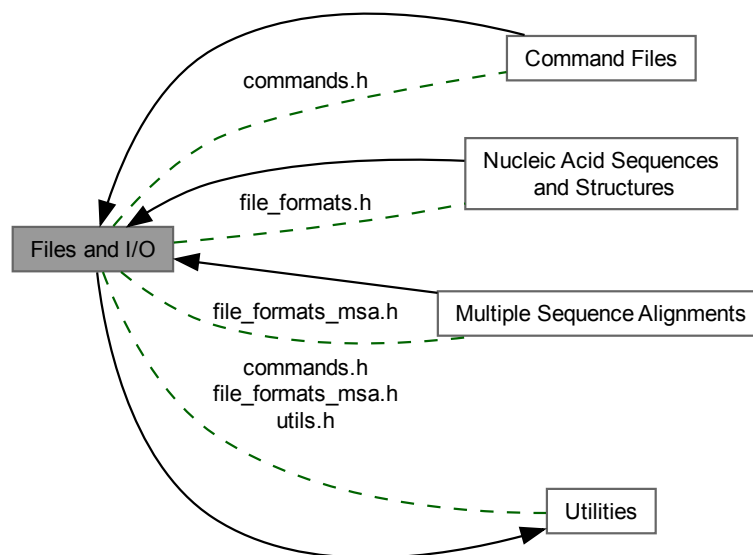 Command Files
commands.h
Nucleic Acid Sequences
and Structures
file_formats.h
Files and I/O
file_formats_msa.h
Multiple Sequence Alignments
commands.h
file_formats_msa.h
utils.h
Utilities